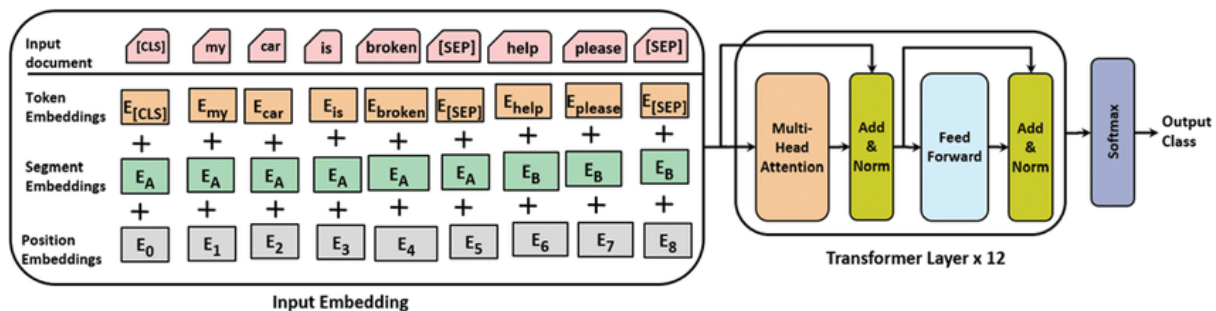 Input document
[CLS] my car is broken [SEP] help please [SEP]
Token Embeddings
E[CLS] Emy Ecar Eis Ebroken E[SEP] Ehelp Eplease E[SEP]
+ + + + + + + + +
Segment Embeddings
EA EA EA EA EA EA EB EB EB
+ + + + + + + + +
Position Embeddings
E0 E1 E2 E3 E4 E5 E6 E7 E8
Input Embedding
Multi-Head Attention
Add & Norm
Feed Forward
Add & Norm
Transformer Layer x 12
Softmax
Output Class